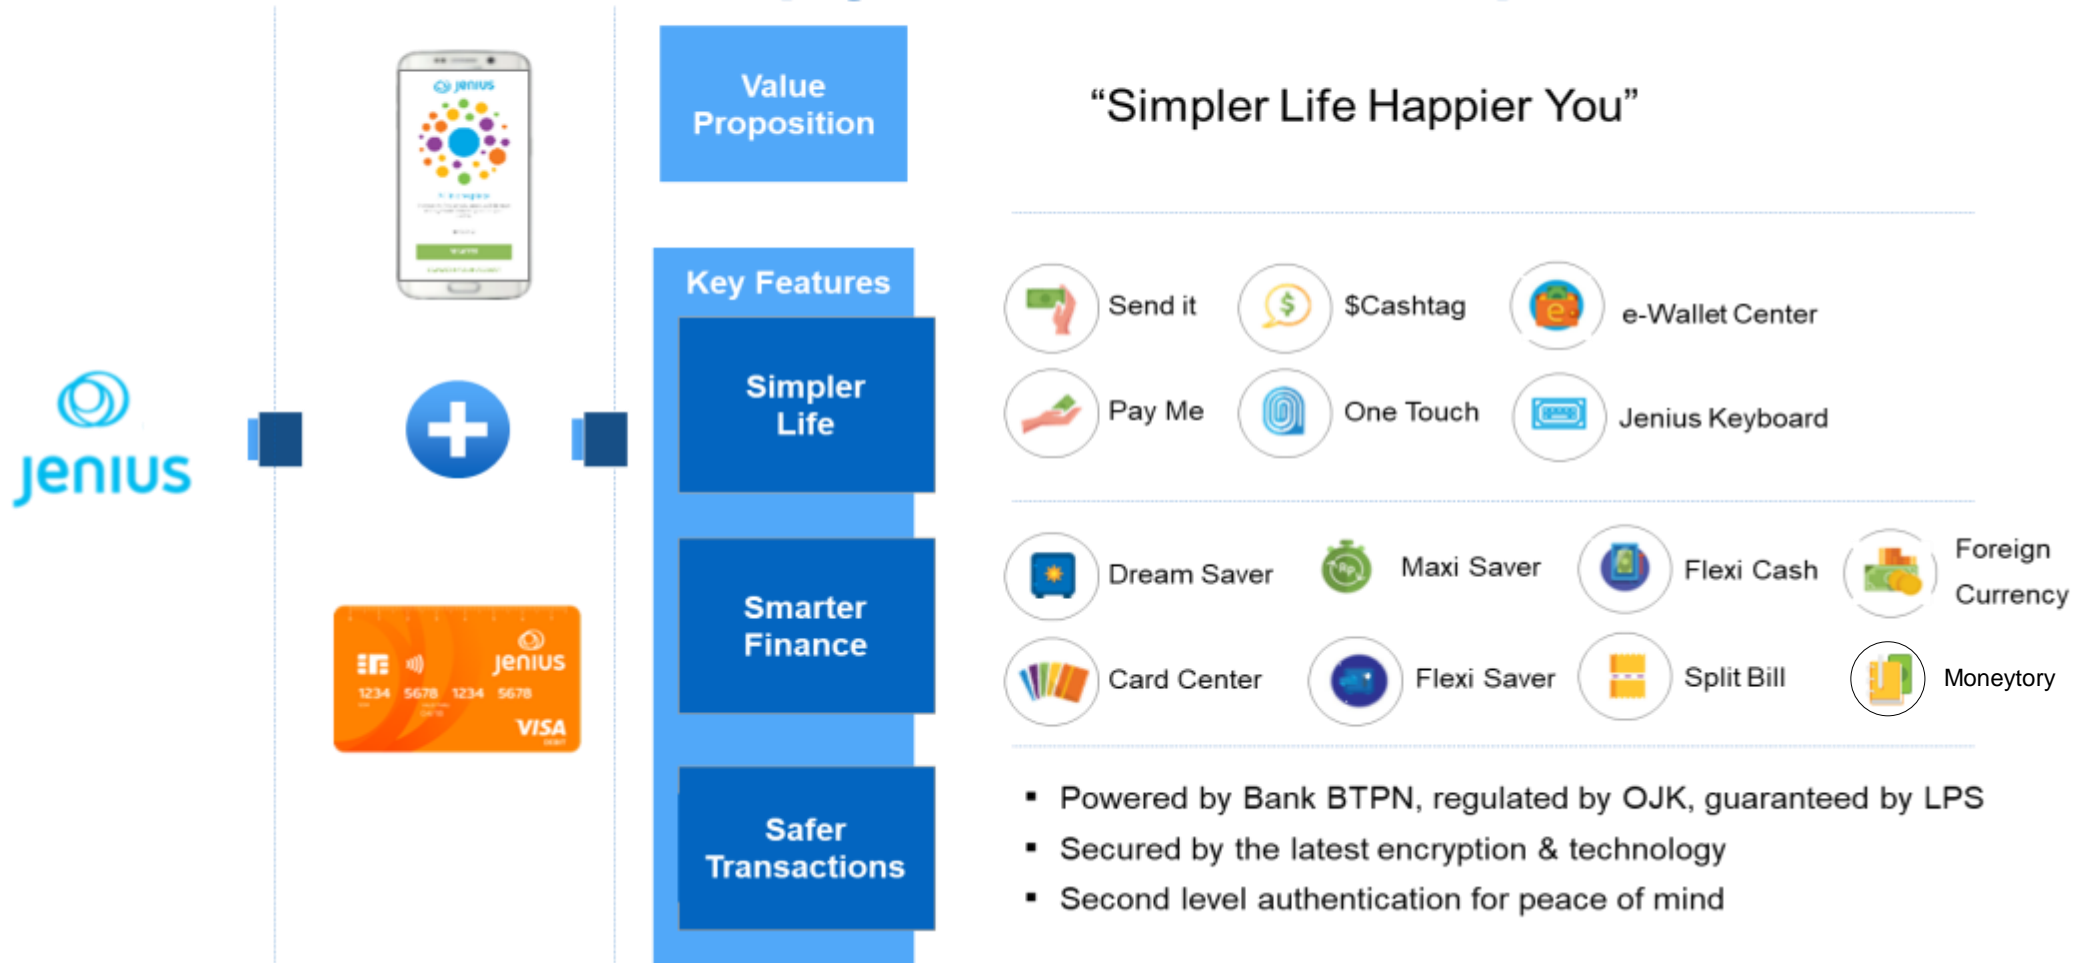 Jenius
Jenius
Jenius
1234 5678 1234 5678
VISA
DEBIT
Value
Proposition
“Simpler Life Happier You”
Key Features
Simpler
Life
Send it
$Cashtag
e-Wallet Center
Pay Me
One Touch
Jenius Keyboard
Smarter
Finance
Dream Saver
Maxi Saver
Flexi Cash
Foreign
Currency
Card Center
Flexi Saver
Split Bill
Moneytory
Safer
Transactions
▪ Powered by Bank BTPN, regulated by OJK, guaranteed by LPS
▪ Secured by the latest encryption & technology
▪ Second level authentication for peace of mind